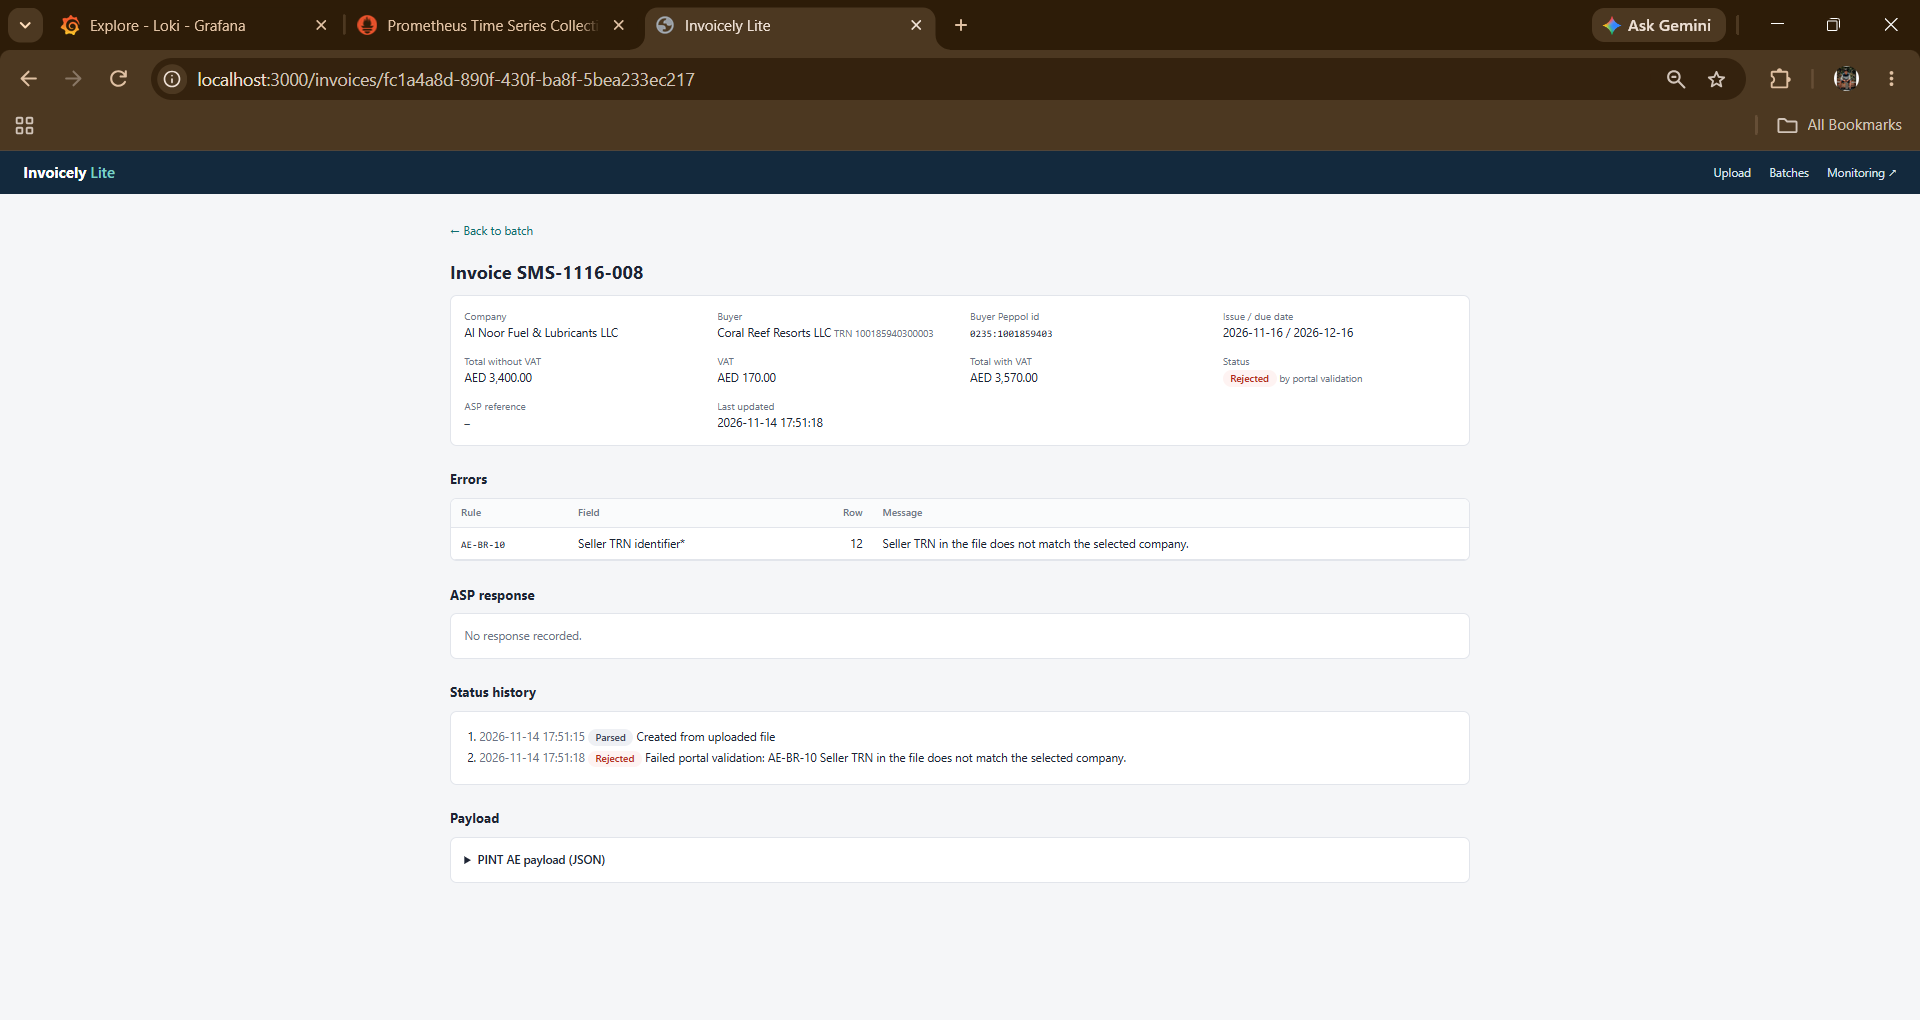 Explore - Loki - Grafana
Prometheus Time Series Collecti
Invoicely Lite
Ask Gemini
localhost:3000/invoices/fc1a4a8d-890f-430f-ba8f-5bea233ec217
All Bookmarks
Invoicely Lite
Upload Batches Monitoring ↗
← Back to batch
Invoice SMS-1116-008
Company Buyer Buyer Peppol id Issue / due date
Al Noor Fuel & Lubricants LLC Coral Reef Resorts LLC TRN 100185940300003 0235:1001859403 2026-11-16 / 2026-12-16
Total without VAT VAT Total with VAT Status
AED 3,400.00 AED 170.00 AED 3,570.00 Rejected by portal validation
ASP reference Last updated
– 2026-11-14 17:51:18
Errors
Rule Field Row Message
AE-BR-10 Seller TRN identifier* 12 Seller TRN in the file does not match the selected company.
ASP response
No response recorded.
Status history
1. 2026-11-14 17:51:15 Parsed Created from uploaded file
2. 2026-11-14 17:51:18 Rejected Failed portal validation: AE-BR-10 Seller TRN in the file does not match the selected company.
Payload
▶ PINT AE payload (JSON)